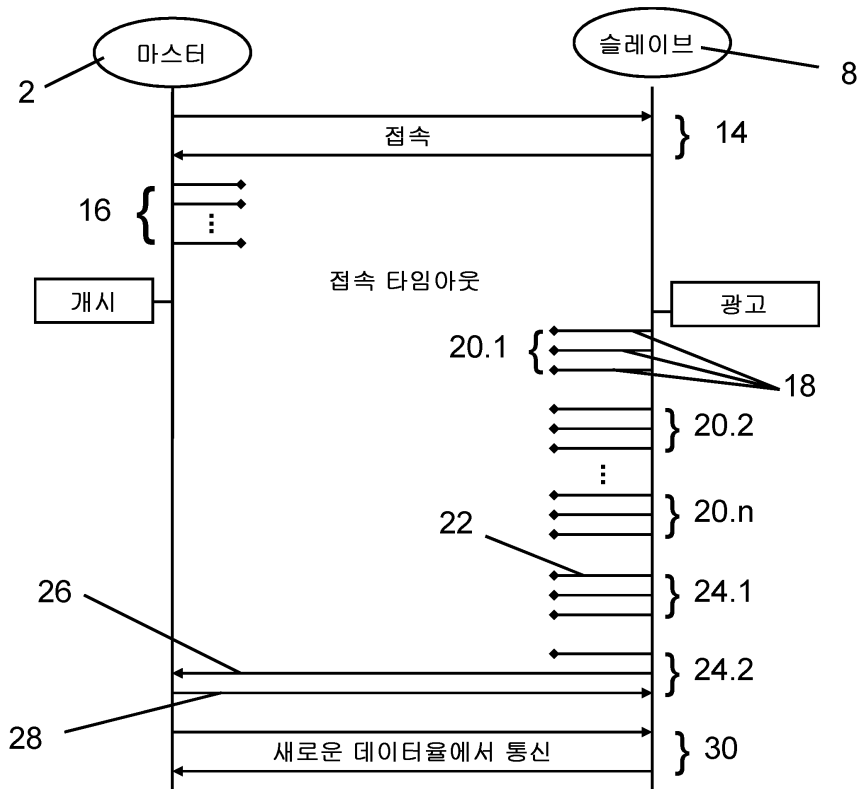 마스터
슬레이브
2
8
접속
14
16
접속 타임아웃
개시
광고
20.1
18
20.2
20.n
22
24.1
26
24.2
28
새로운 데이터율에서 통신
30